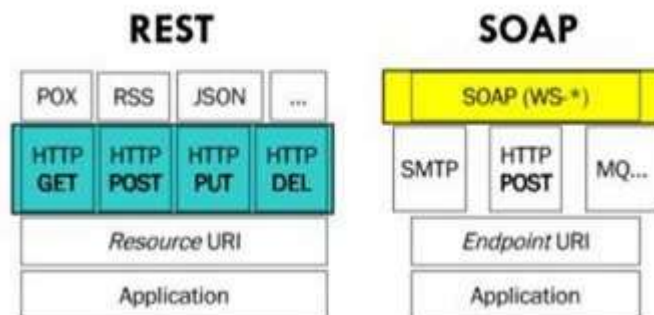 REST
POX RSS JSON ...
HTTP GET HTTP POST HTTP PUT HTTP DEL
Resource URI
Application
SOAP
SOAP (WS-*)
SMTP HTTP POST MQ...
Endpoint URI
Application